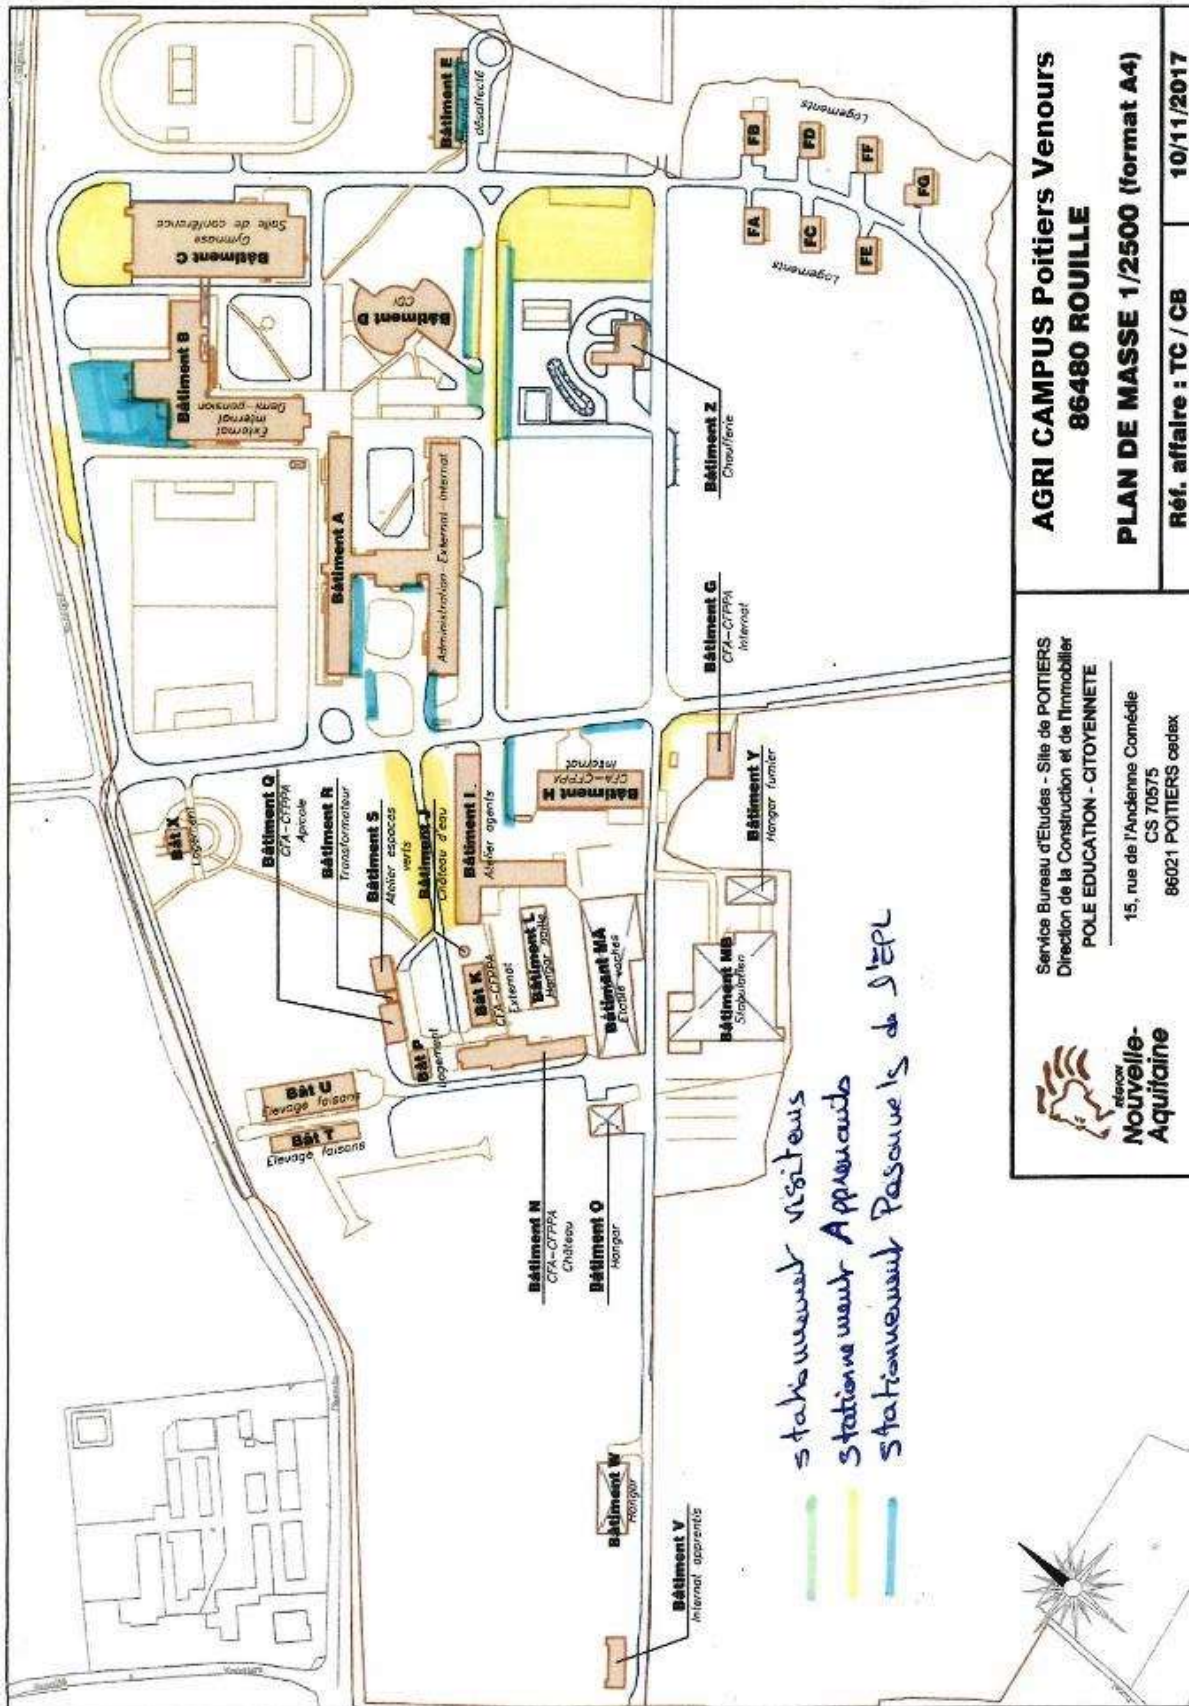 AGRI CAMPUS Poitiers Venours
86480 ROUILLE
PLAN DE MASSE 1/2500 (format A4)
Réf. affaire : TC / CB
10/11/2017
Service Bureau d'Etudes - Site de POITIERS
Direction de la Construction et de l'Immobilier
POLE EDUCATION - CITOYENNETE
15, rue de l'Ancienne Comédie
CS 70575
86021 POITIERS cedex
RÉGION
Nouvelle-
Aquitaine
Bâtiment E
désaffecté
Bâtiment C
Gymnase
Salle de conférence
Bâtiment B
Externat
internat
Demi-pension
Bâtiment D
CDI
Bâtiment A
Administration - Externat - Internat
FA
FB
FC
FD
FE
FF
FG
Logements
Logements
Bâtiment Z
Chaufferie
Bâtiment G
CFA-CFPPA
Internat
Bâtiment H
CFA-CFPPA
Internat
Bâtiment Y
Hangar fumier
Bât X
Logement
Bâtiment Q
CFA-CFPPA
Apicole
Bâtiment R
Transformateur
Bâtiment S
Atelier espaces
verts
Bâtiment J
Château d'eau
Bâtiment I
Atelier agents
Bât K
CFA-CFPPA
Externat
Bâtiment L
Hangar paille
Bâtiment MA
Etable vaches
Bâtiment MB
Stabulation
Bât P
Logement
Bât U
Elevage faisans
Bât T
Elevage faisans
Bâtiment N
CFA-CFPPA
Château
Bâtiment O
Hangar
Bâtiment W
Hangar
Bâtiment V
Internat apprentis
stationnement visiteurs
stationnement Apprenants
stationnement Personnels de l'EPL